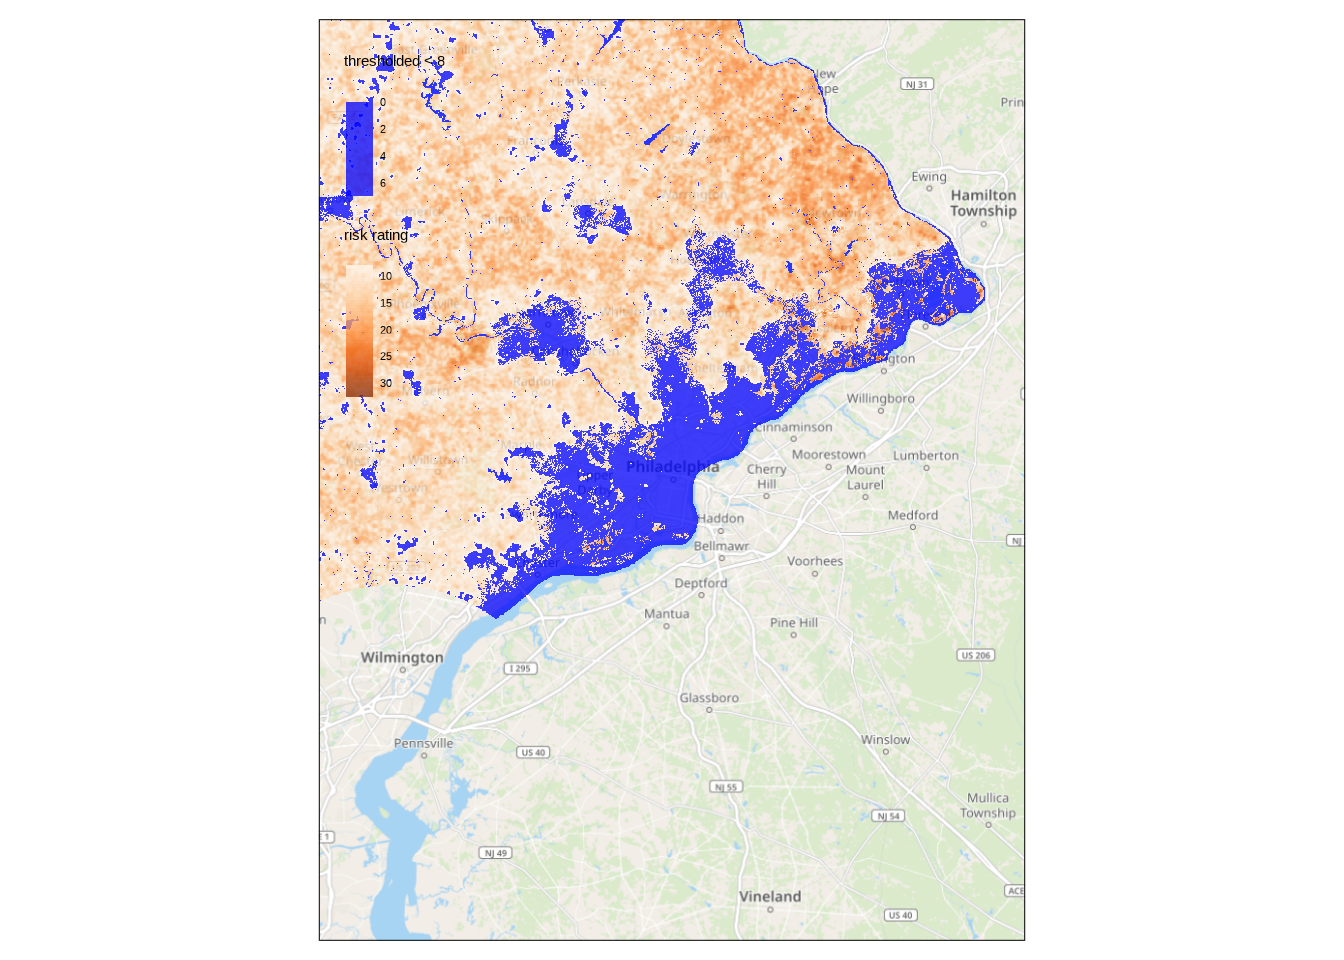 thresholded < 8
0
2
4
6
risk rating
10
15
20
25
30
NJ 31
Prin
Ewing
Hamilton
Township
Radnor
Willingboro
Cinnaminson
Moorestown
Lumberton
Philadelphia
Cherry
Hill
Mount
Laurel
Haddon
Medford
NJ
Bellmawr
Voorhees
Deptford
Mantua
Pine Hill
Wilmington
I 295
US 206
Glassboro
Pennsville
US 40
Winslow
NJ 55
Mullica
Township
NJ 54
1
NJ 49
Vineland
ACE
US 40